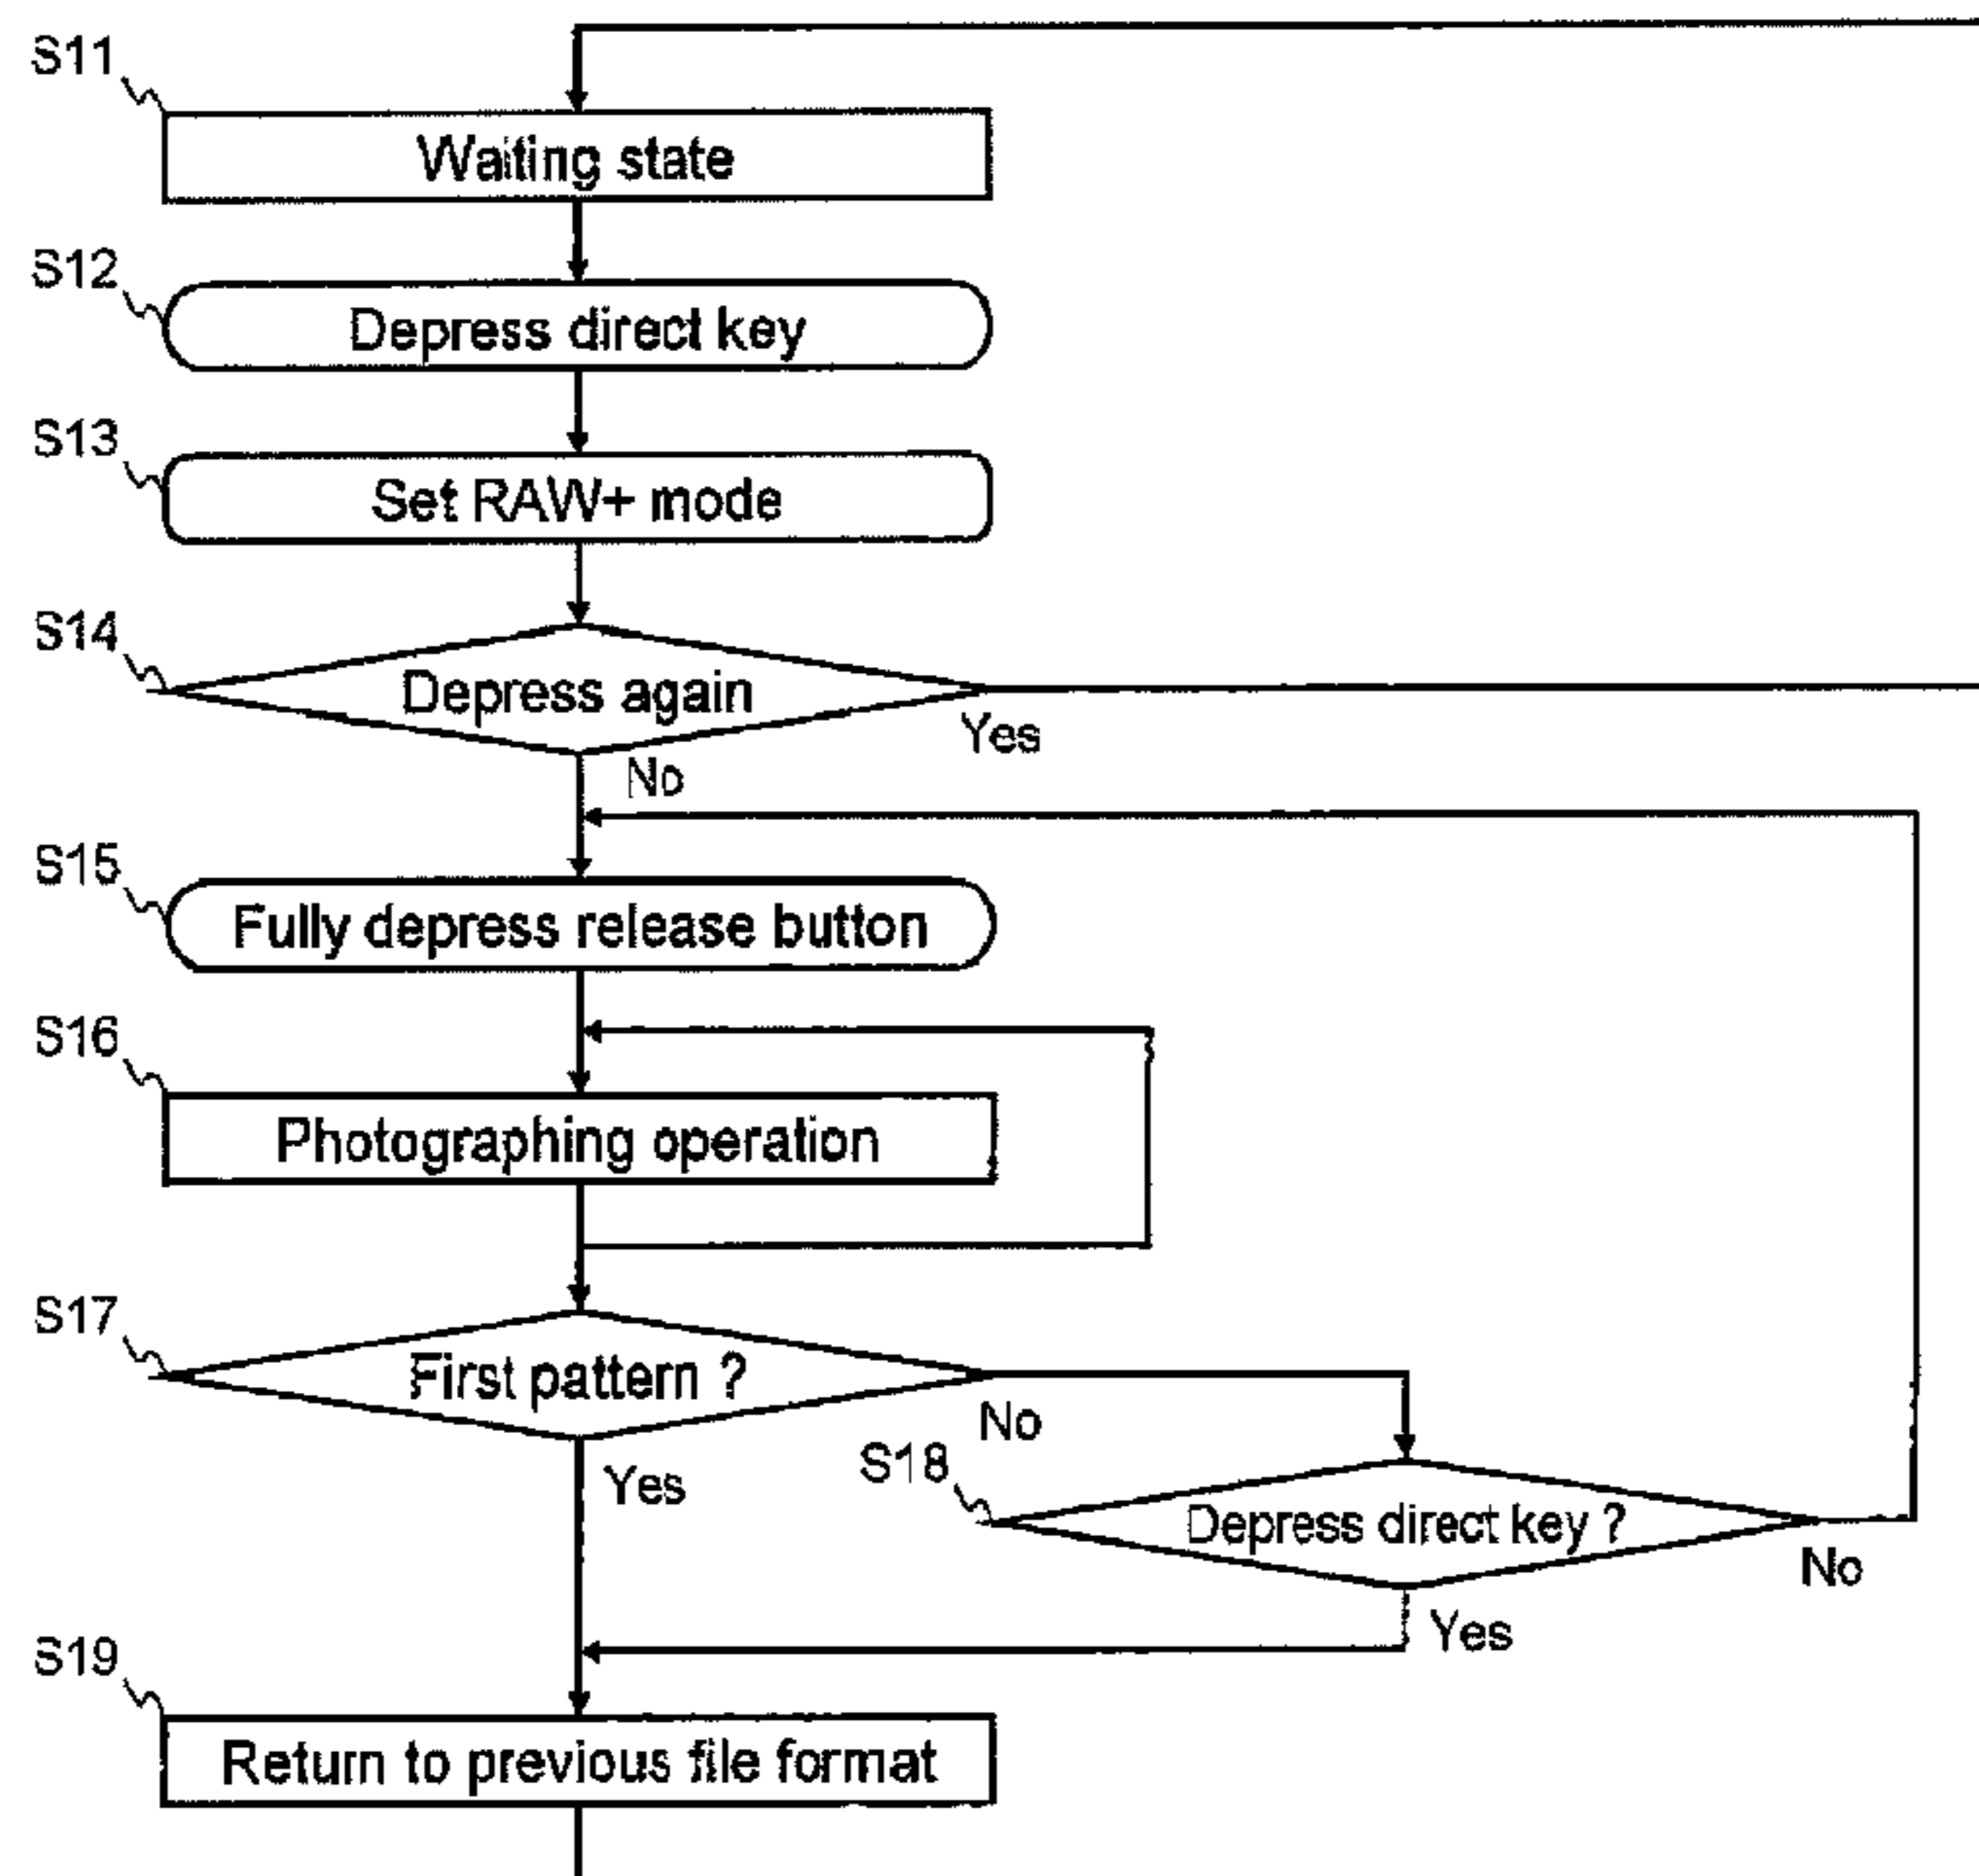 S11
Waiting state
S12
Depress direct key
S13
Set RAW+ mode
S14
Depress again
Yes
No
S15
Fully depress release button
S16
Photographing operation
S17
First pattern ?
No
Yes
S18
Depress direct key ?
No
Yes
S19
Return to previous file format